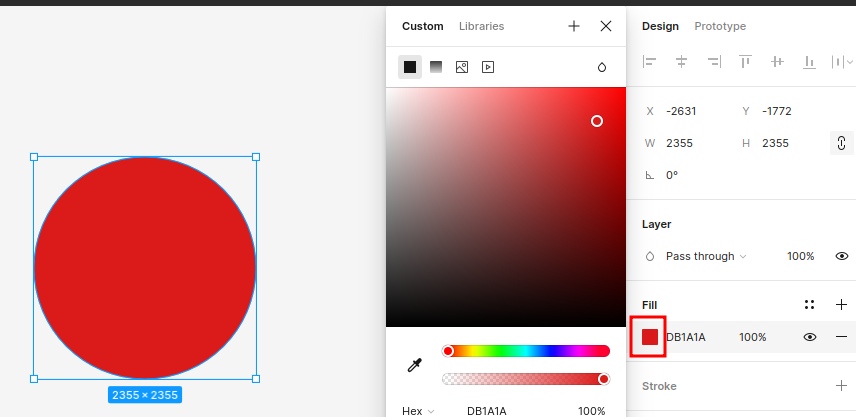 Custom Libraries
Design Prototype
X -2631 Y -1772
W 2355 H 2355
0°
Layer
Pass through 100%
Fill
DB1A1A 100%
Stroke
2355 × 2355
Hex DB1A1A 100%